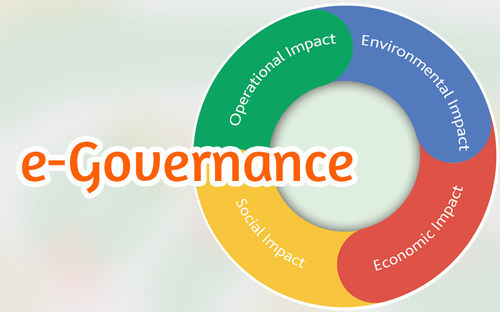 Operational Impact
Environmental Impact
e-Governance
Social Impact
Economic Impact